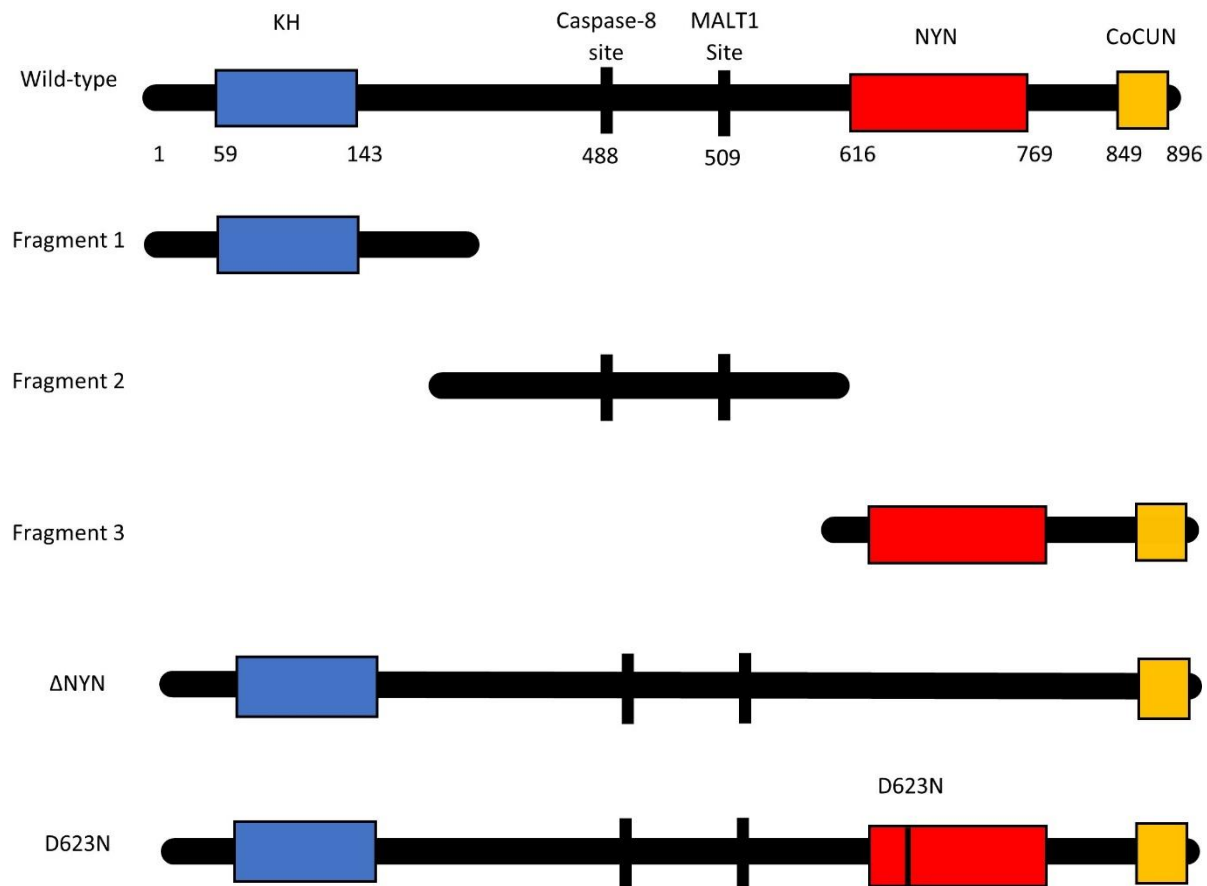 KH
Caspase-8
site
MALT1
Site
NYN
CoCUN
Wild-type
1 59 143 488 509 616 769 849 896
Fragment 1
Fragment 2
Fragment 3
ΔNYN
D623N
D623N